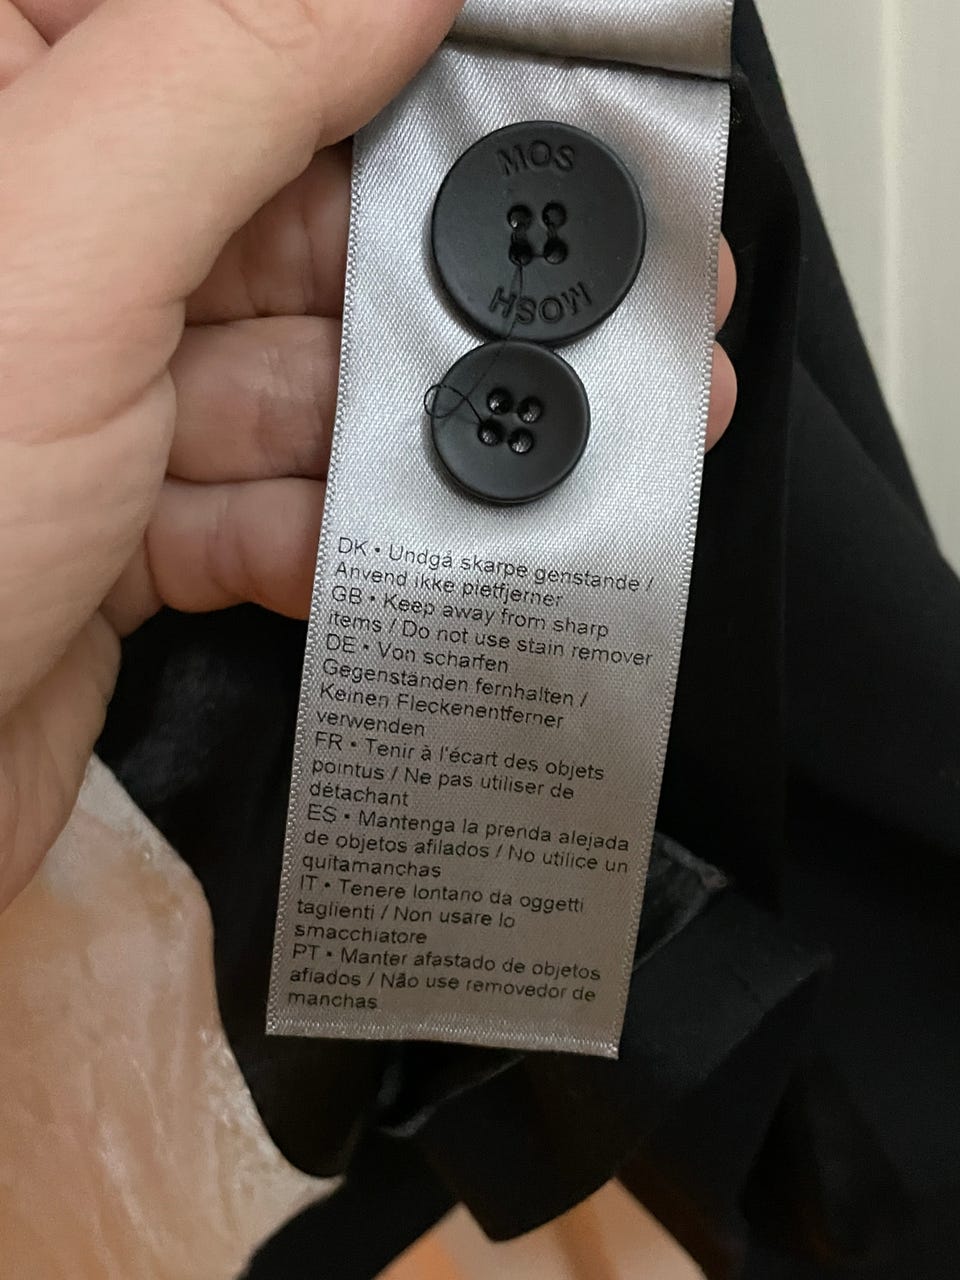 MOS
MOSH
DK • Undgå skarpe genstande /
Anvend ikke pletfjerner
GB • Keep away from sharp
items / Do not use stain remover
DE • Von scharfen
Gegenständen fernhalten /
Keinen Fleckenentferner
verwenden
FR • Tenir à l'écart des objets
pointus / Ne pas utiliser de
détachant
ES • Mantenga la prenda alejada
de objetos afilados / No utilice un
quitamanchas
IT • Tenere lontano da oggetti
taglienti / Non usare lo
smacchiatore
PT • Manter afastado de objetos
afiados / Não use removedor de
manchas